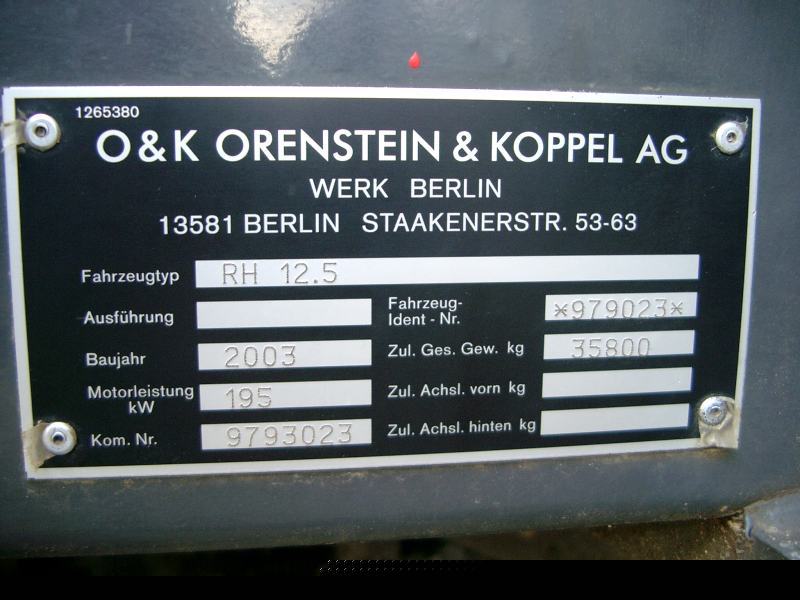 1265380
O & K ORENSTEIN & KOPPEL AG
WERK BERLIN
13581 BERLIN STAAKENERSTR. 53-63
Fahrzeugtyp RH 12.5
Ausführung
Fahrzeug-
Ident - Nr. *979023*
Baujahr 2003 Zul. Ges. Gew. kg 35800
Motorleistung
kW 195 Zul. Achsl. vorn kg
Kom. Nr. 9793023 Zul. Achsl. hinten kg